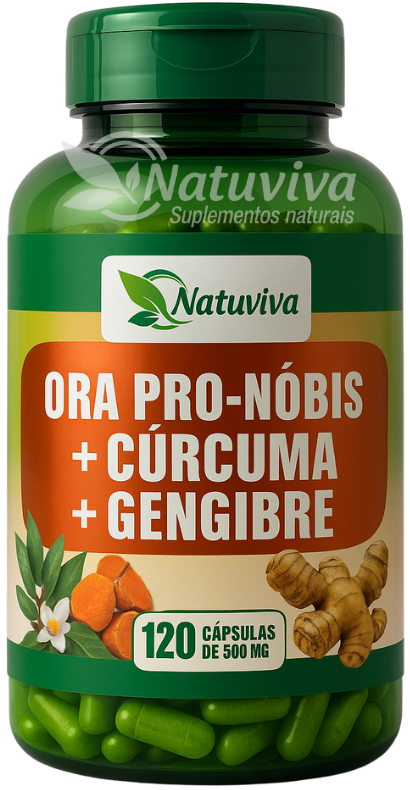 Natuviva
Suplementos naturais
Natuviva
ORA PRO-NÓBIS
+ CÚRCUMA
+ GENGIBRE
120 CÁPSULAS
DE 500 MG